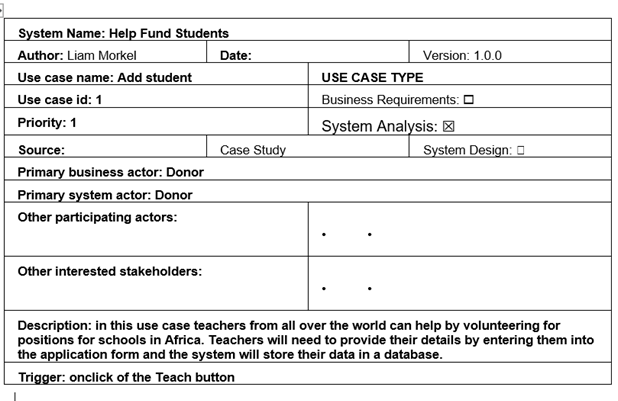 System Name: Help Fund Students
Author: Liam Morkel Date: Version: 1.0.0
Use case name: Add student USE CASE TYPE
Use case id: 1 Business Requirements: ☐
Priority: 1 System Analysis: ☒
Source: Case Study System Design: ☐
Primary business actor: Donor
Primary system actor: Donor
Other participating actors:
• •
Other interested stakeholders:
• •
Description: in this use case teachers from all over the world can help by volunteering for
positions for schools in Africa. Teachers will need to provide their details by entering them into
the application form and the system will store their data in a database.
Trigger: onclick of the Teach button